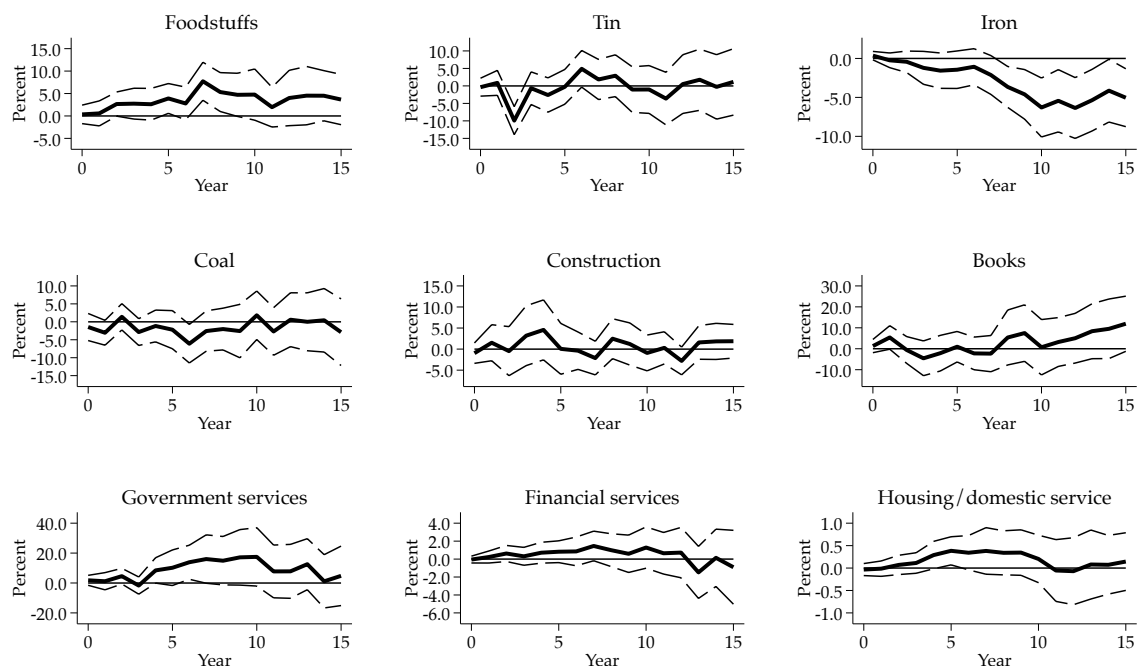 Foodstuffs
Percent
15.0
10.0
5.0
0.0
-5.0
0 5 10 15
Year
Tin
Percent
10.0
5.0
0.0
-5.0
-10.0
-15.0
0 5 10 15
Year
Iron
Percent
0.0
-5.0
-10.0
0 5 10 15
Year
Coal
Percent
10.0
5.0
0.0
-5.0
-10.0
-15.0
0 5 10 15
Year
Construction
Percent
15.0
10.0
5.0
0.0
-5.0
0 5 10 15
Year
Books
Percent
30.0
20.0
10.0
0.0
-10.0
0 5 10 15
Year
Government services
Percent
40.0
20.0
0.0
-20.0
0 5 10 15
Year
Financial services
Percent
4.0
2.0
0.0
-2.0
-4.0
-6.0
0 5 10 15
Year
Housing/domestic service
Percent
1.0
0.5
0.0
-0.5
-1.0
0 5 10 15
Year